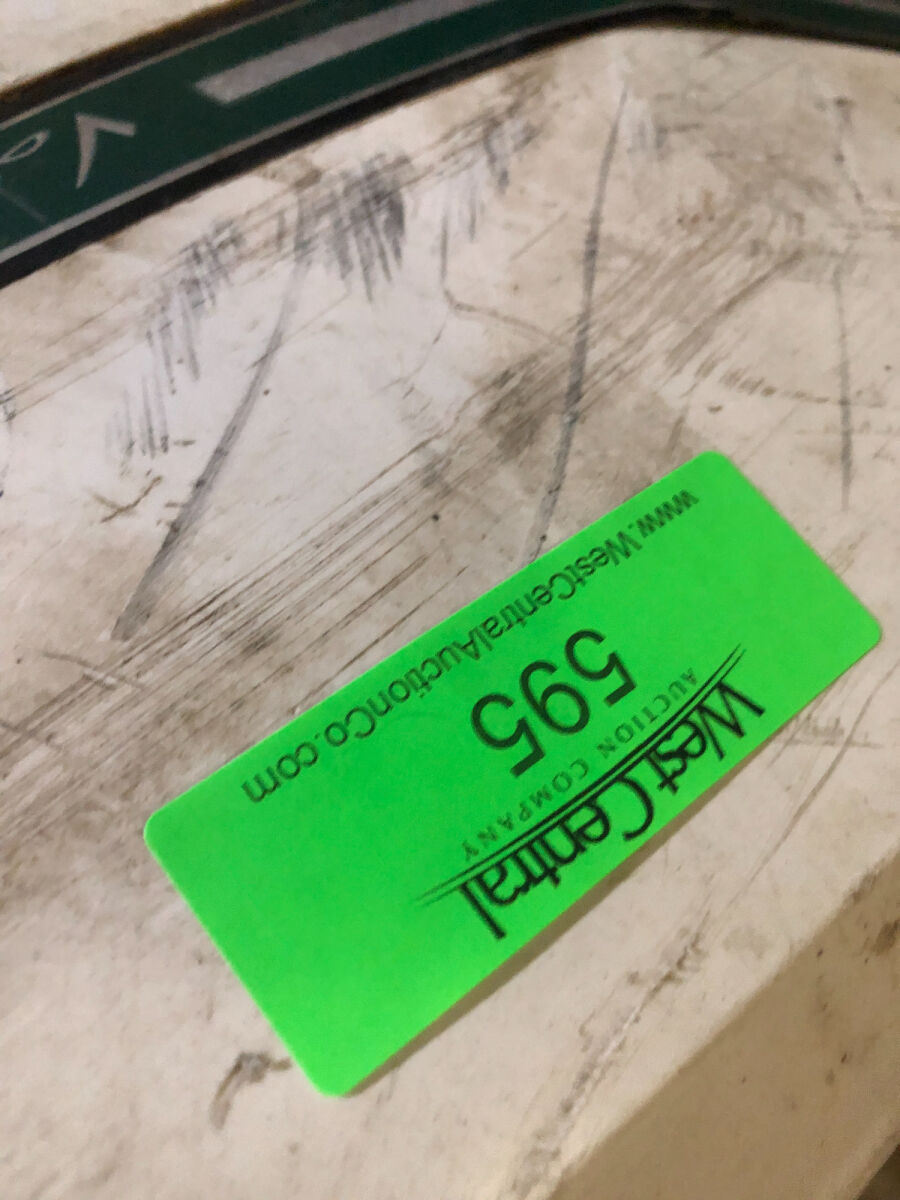 West Central
AUCTION COMPANY
595
www.WestCentralAuctionCo.com